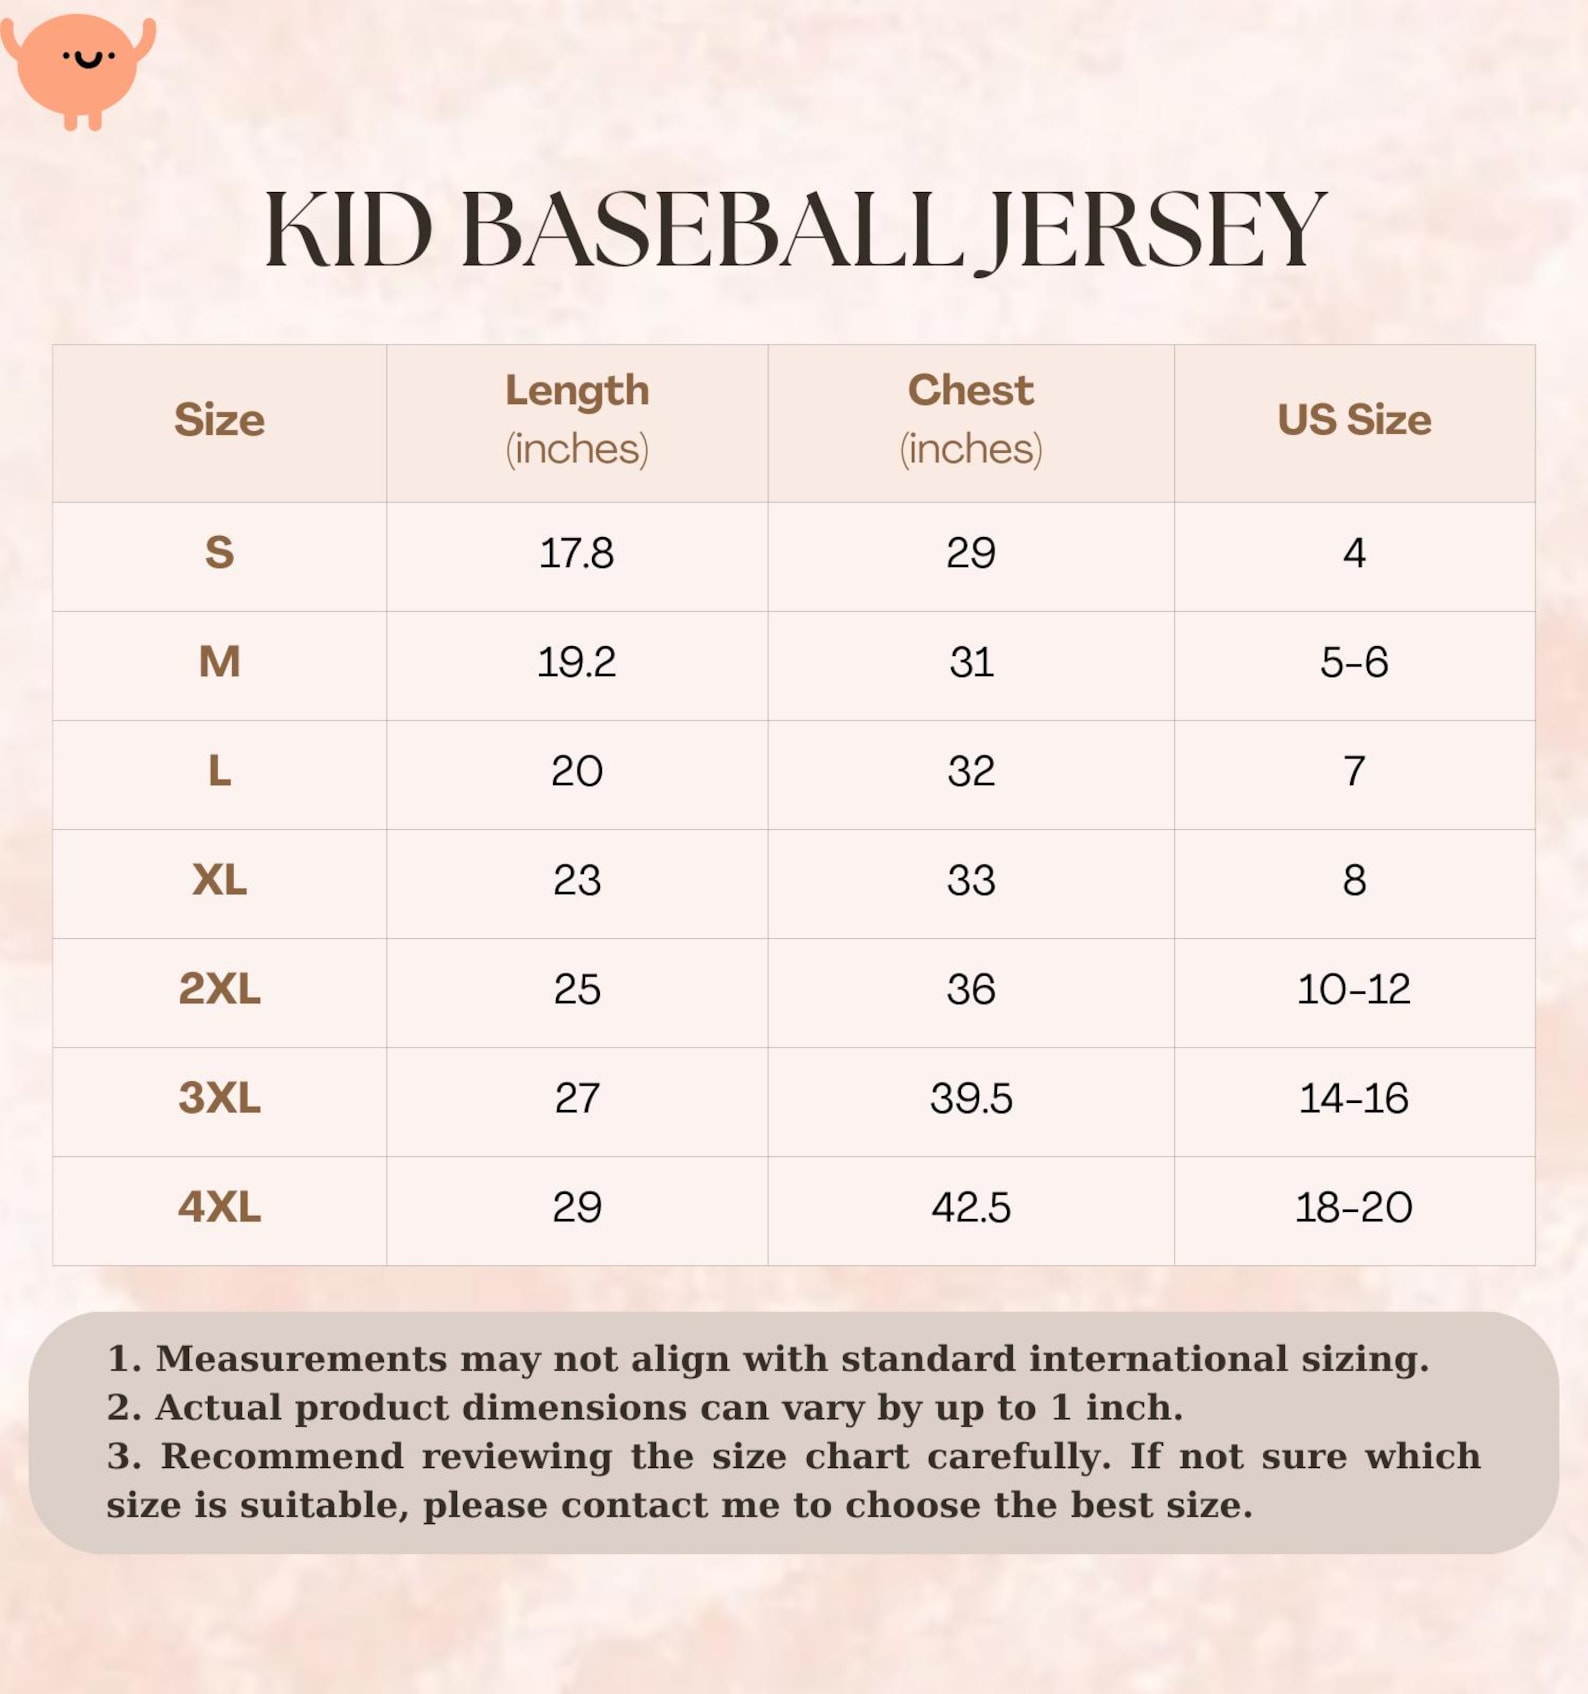 KID BASEBALL JERSEY
Size Length (inches) Chest (inches) US Size
S 17.8 29 4
M 19.2 31 5-6
L 20 32 7
XL 23 33 8
2XL 25 36 10-12
3XL 27 39.5 14-16
4XL 29 42.5 18-20
1. Measurements may not align with standard international sizing.
2. Actual product dimensions can vary by up to 1 inch.
3. Recommend reviewing the size chart carefully. If not sure which
size is suitable, please contact me to choose the best size.